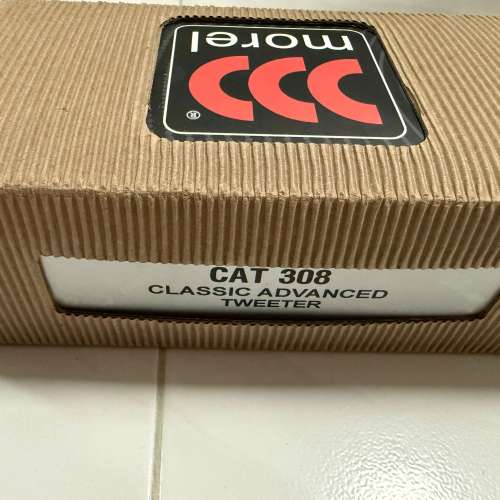 morel
®
CAT 308
CLASSIC ADVANCED
TWEETER